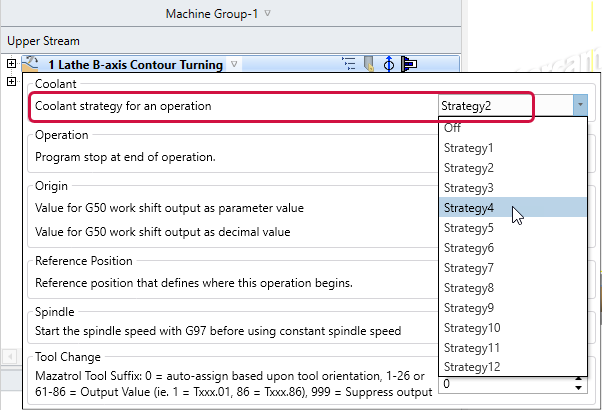 Machine Group-1
Upper Stream
1 Lathe B-axis Contour Turning
Coolant
Coolant strategy for an operation
Strategy2
Off
Strategy1
Strategy2
Strategy3
Strategy4
Strategy5
Strategy6
Strategy7
Strategy8
Strategy9
Strategy10
Strategy11
Strategy12
Operation
Program stop at end of operation.
Origin
Value for G50 work shift output as parameter value
Value for G50 work shift output as decimal value
Reference Position
Reference position that defines where this operation begins.
Spindle
Start the spindle speed with G97 before using constant spindle speed
Tool Change
Mazatrol Tool Suffix: 0 = auto-assign based upon tool orientation, 1-26 or
61-86 = Output Value (ie. 1 = Txxx.01, 86 = Txxx.86), 999 = Suppress output
0